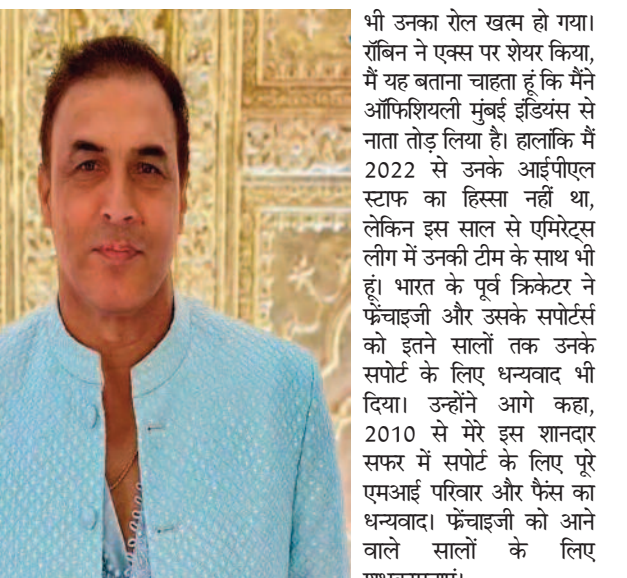 भी उनका रोल खत्म हो गया।
रॉबिन ने एक्स पर शेयर किया,
मैं यह बताना चाहता हूं कि मैंने
ऑफिशियली मुंबई इंडियंस से
नाता तोड़ लिया है। हालांकि मैं
2022 से उनके आईपीएल
स्टाफ का हिस्सा नहीं था,
लेकिन इस साल से एमिरेट्स
लीग में उनकी टीम के साथ भी
हूं। भारत के पूर्व क्रिकेटर ने
फ्रेंचाइजी और उसके सपोर्टर्स
को इतने सालों तक उनके
सपोर्ट के लिए धन्यवाद भी
दिया। उन्होंने आगे कहा,
2010 से मेरे इस शानदार
सफर में सपोर्ट के लिए पूरे
एमआई परिवार और फैंस का
धन्यवाद। फ्रेंचाइजी को आने
वाले सालों के लिए